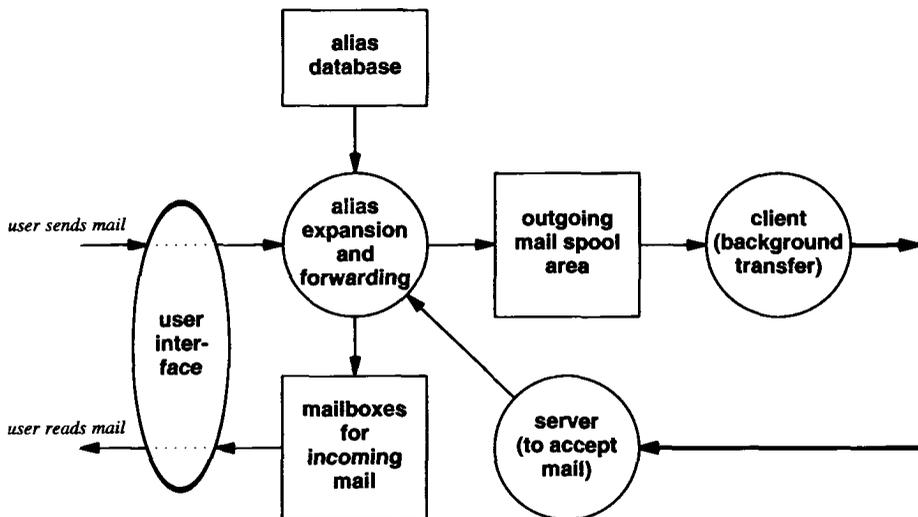 alias
database
user sends mail
alias
expansion
and
forwarding
outgoing
mail spool
area
client
(background
transfer)
user
inter-
face
user reads mail
mailboxes
for
incoming
mail
server
(to accept
mail)